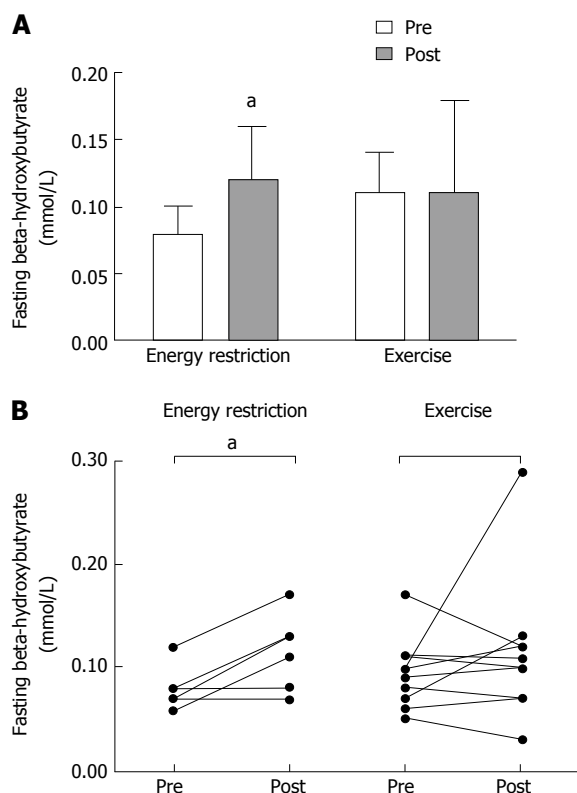 A
Pre
Post
Fasting beta-hydroxybutyrate
(mmol/L)
0.20
0.15
0.10
0.05
0.00
a
Energy restriction
Exercise
B
Energy restriction
Exercise
a
Fasting beta-hydroxybutyrate
(mmol/L)
0.30
0.20
0.10
0.00
Pre
Post
Pre
Post